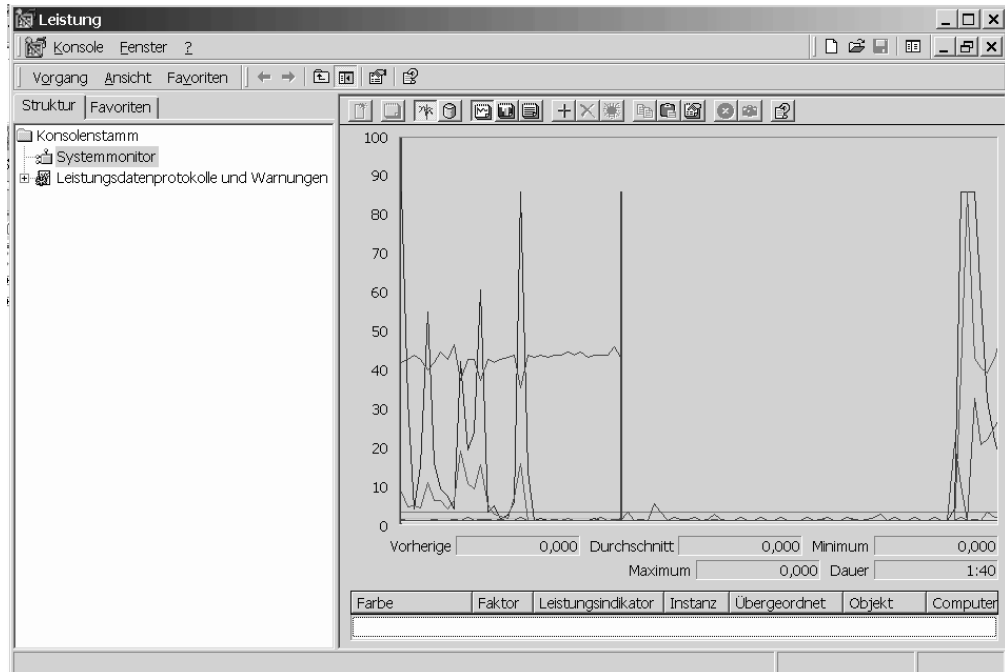 Leistung
Konsole Fenster ?
Vorgang Ansicht Favoriten
Struktur Favoriten
Konsolenstamm
Systemmonitor
Leistungsdatenprotokolle und Warnungen
100
90
80
70
60
50
40
30
20
10
0
Vorherige 0,000 Durchschnitt 0,000 Minimum 0,000
Maximum 0,000 Dauer 1:40
Farbe Faktor Leistungsindikator Instanz Übergeordnet Objekt Computer